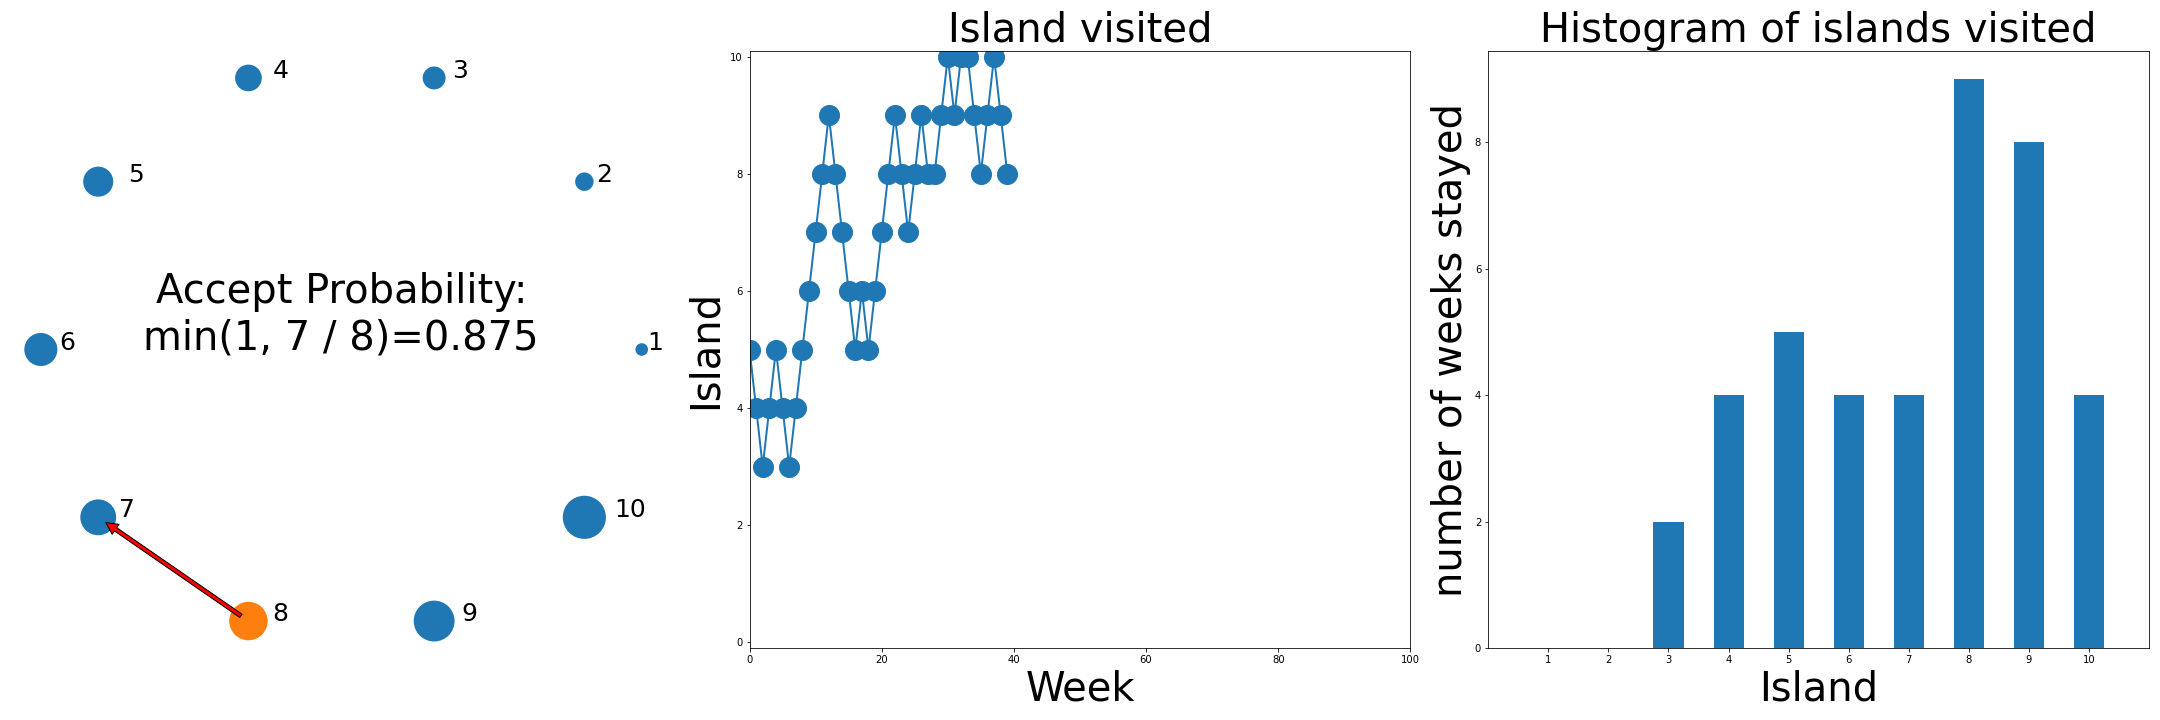 4
3
5
2
Accept Probability:
min(1, 7 / 8)=0.875
6
1
7
10
8
9
Island visited
Island
10
8
6
4
2
0
0 20 40 60 80 100
Week
Histogram of islands visited
number of weeks stayed
8
6
4
2
0
1 2 3 4 5 6 7 8 9 10
Island